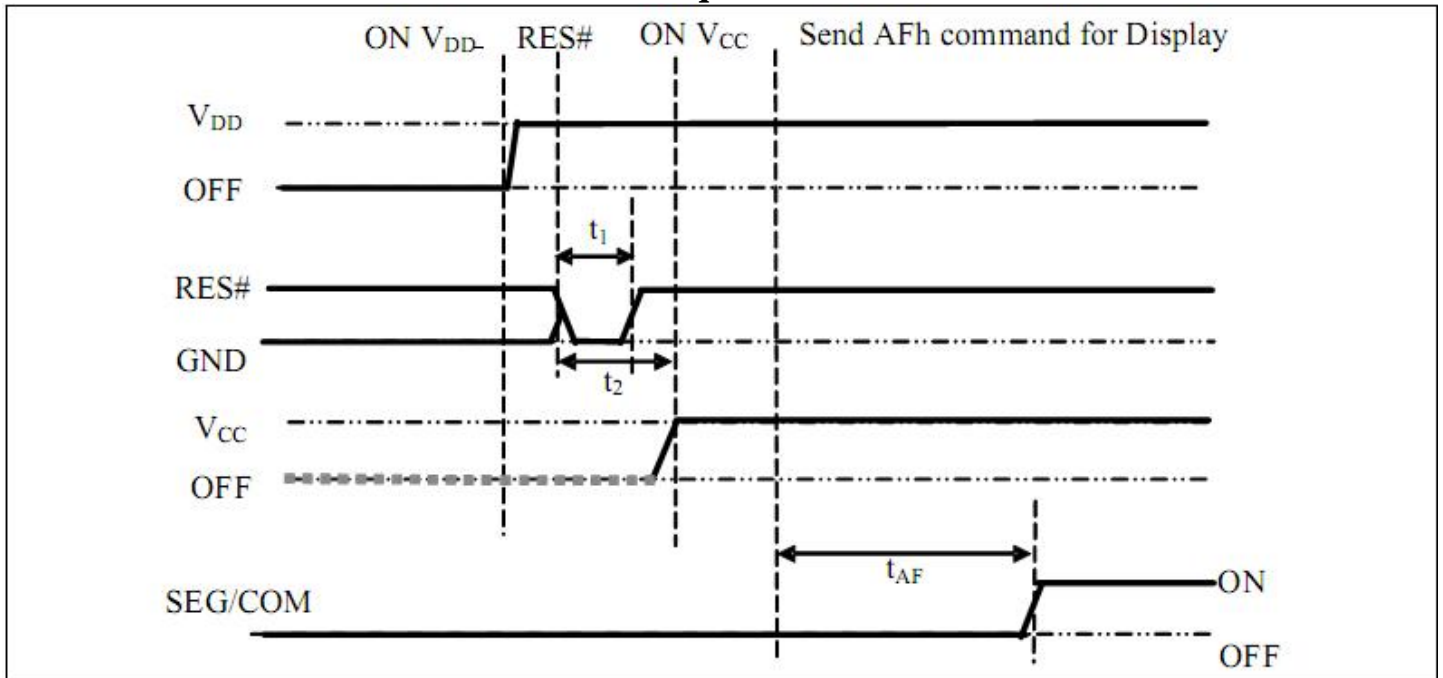 ON VDD RES# ON VCC Send AFh command for Display
VDD
OFF
t1
RES#
GND
t2
VCC
OFF
tAF
ON
SEG/COM
OFF